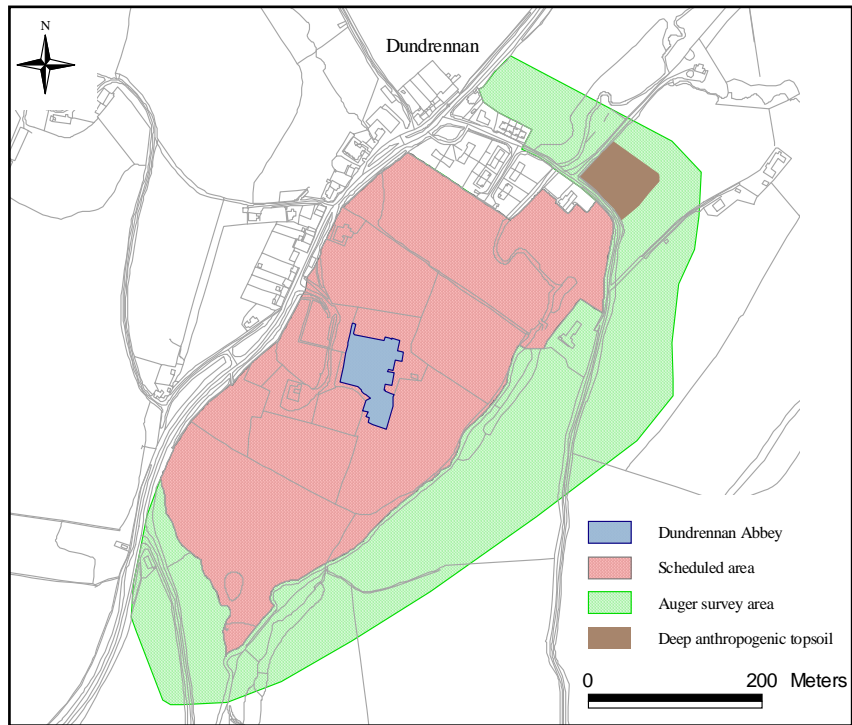 N
Dundrennan
Dundrennan Abbey
Scheduled area
Auger survey area
Deep anthropogenic topsoil
0 200 Meters